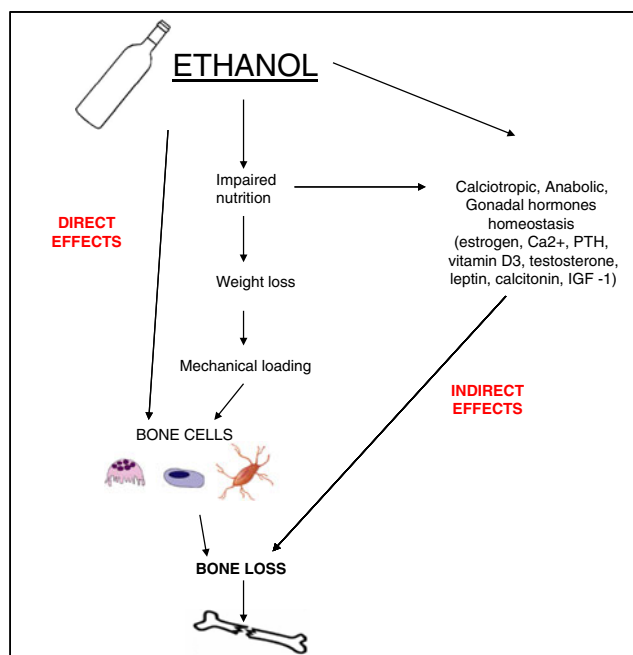 ETHANOL
Impaired
nutrition
DIRECT
EFFECTS
Calciotropic, Anabolic,
Gonadal hormones
homeostasis
(estrogen, Ca2+, PTH,
vitamin D3, testosterone,
leptin, calcitonin, IGF -1)
Weight loss
Mechanical loading
INDIRECT
EFFECTS
BONE CELLS
BONE LOSS